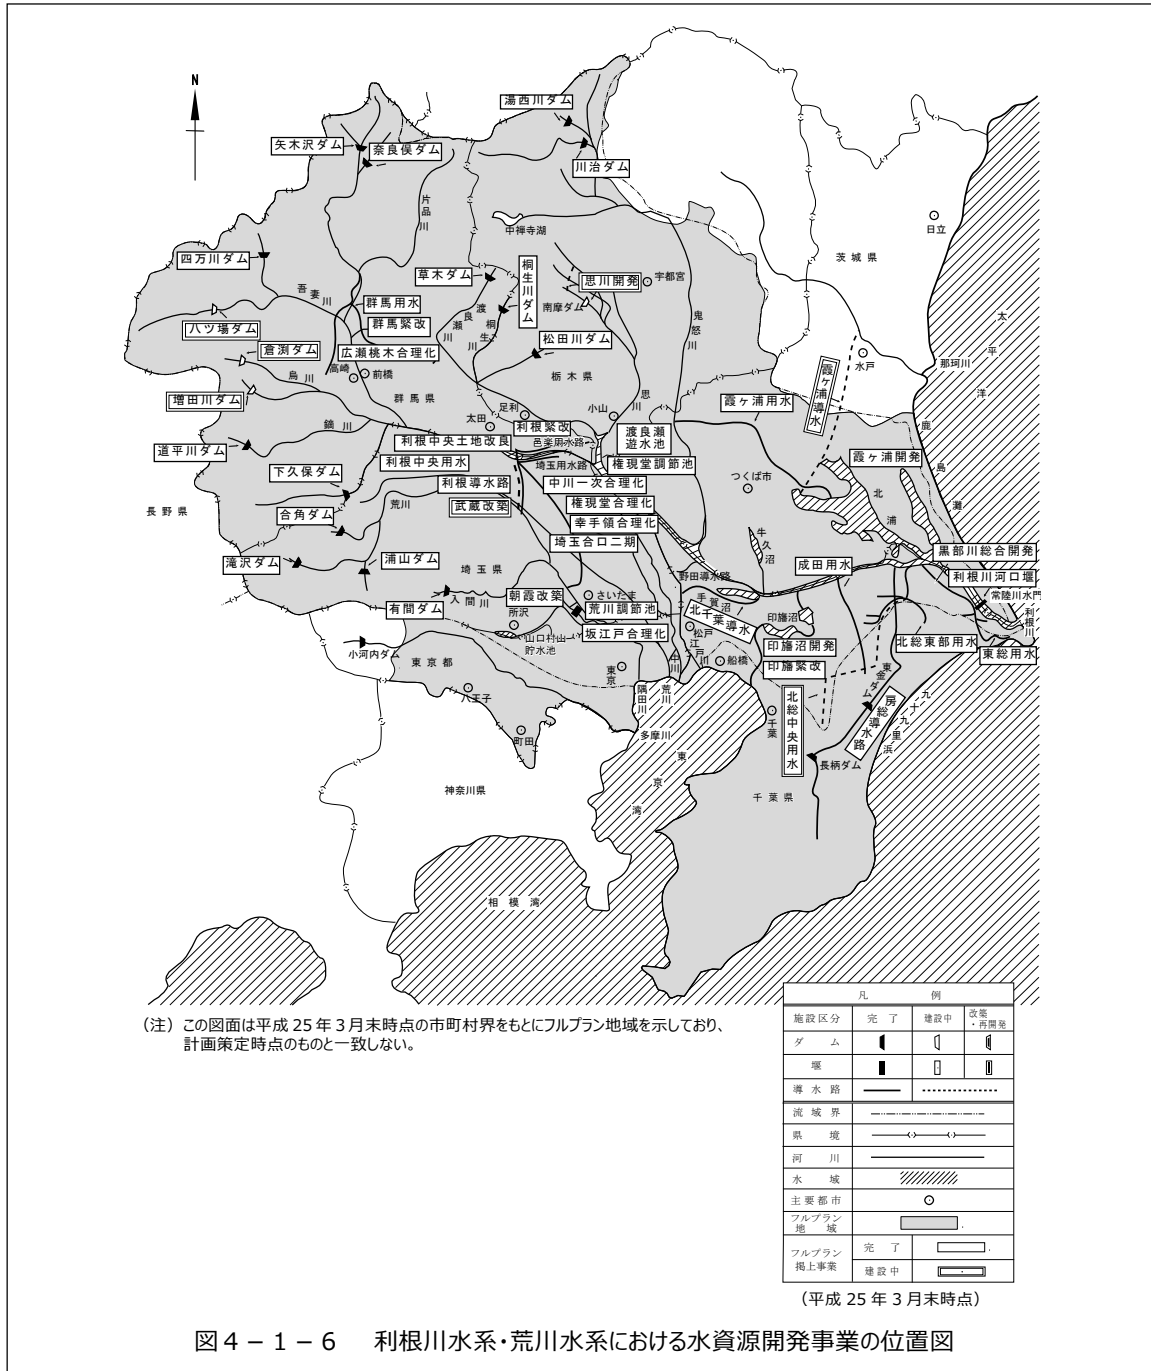 N
湯西川ダム
矢木沢ダム
奈良俣ダム
川治ダム
片品川
中禅寺湖
日立
茨城県
四万川ダム
草木ダム
桐生川ダム
思川開発
宇都宮
南摩ダム
吾妻川
群馬用水
群馬緊改
渡良瀬川
桐生川
鬼怒川
太平洋
八ツ場ダム
倉渕ダム
広瀬桃木合理化
松田川ダム
高崎
前橋
栃木県
水戸
那珂川
霞ヶ浦導水
烏川
増田川ダム
群馬県
思川
霞ヶ浦用水
鏑川
太田
足利
小山
利根緊改
邑楽用水路
渡良瀬
遊水池
鹿島灘
道平川ダム
利根中央土地改良
霞ヶ浦開発
下久保ダム
利根中央用水
埼玉用水路
権現堂調節池
つくば市
北浦
利根導水路
中川一次合理化
長野県
合角ダム
荒川
武蔵改築
権現堂合理化
幸手領合理化
牛久沼
埼玉合口二期
滝沢ダム
浦山ダム
埼玉県
成田用水
黒部川総合開発
野田導水路
利根川河口堰
常陸川水門
利根川
入間川
朝霞改築
さいたま
手賀沼
有間ダム
所沢
荒川調節池
北千葉導水
印旛沼
坂江戸合理化
松戸
江戸川
中川
山口村山
貯水池
印旛沼開発
北総東部用水
東総用水
小河内ダム
東京都
東京
船橋
印旛緊改
東金ダム
八王子
隅田川
荒川
北総中央用水
房総導水路
九十九里浜
千葉
町田
多摩川
東京湾
長柄ダム
神奈川県
千葉県
相模湾
(注) この図面は平成25年3月末時点の市町村界をもとにフルプラン地域を示しており、
計画策定時点のものと一致しない。
凡 例
施設区分 完了 建設中 改築・再開発
ダム
堰
導水路
流域界
県境
河川
水域
主要都市
フルプラン
地域
フルプラン
掲上事業
完了
建設中
(平成25年3月末時点)
図4-1-6 利根川水系・荒川水系における水資源開発事業の位置図